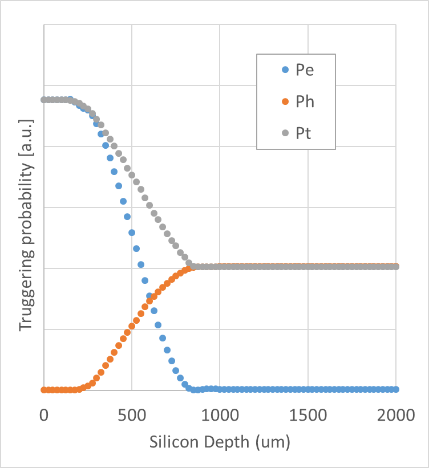 Pe
Ph
Pt
Truggering probability [a.u.]
0
500
1000
1500
2000
Silicon Depth (um)